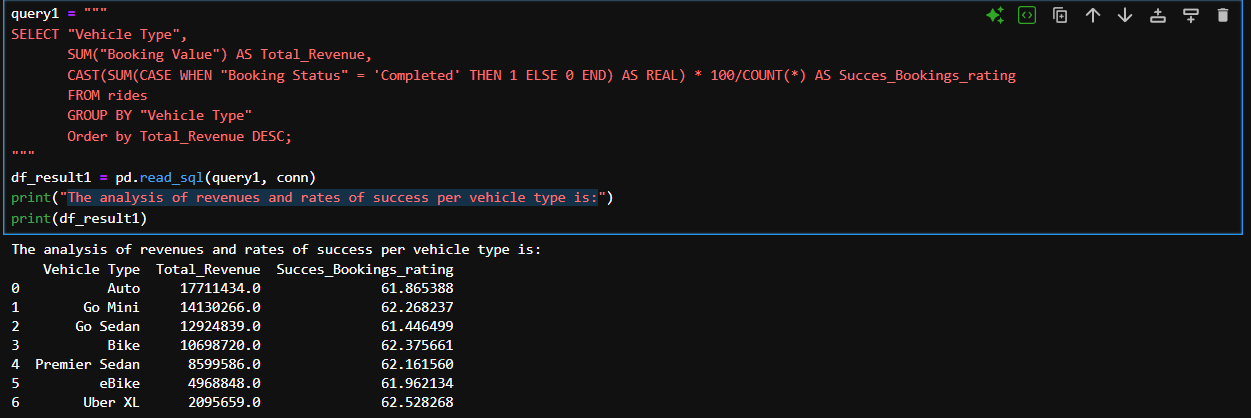 query1 = """
SELECT "Vehicle Type",
       SUM("Booking Value") AS Total_Revenue,
       CAST(SUM(CASE WHEN "Booking Status" = 'Completed' THEN 1 ELSE 0 END) AS REAL) * 100/COUNT(*) AS Succes_Bookings_rating
       FROM rides
       GROUP BY "Vehicle Type"
       Order by Total_Revenue DESC;
"""
df_result1 = pd.read_sql(query1, conn)
print("The analysis of revenues and rates of success per vehicle type is:")
print(df_result1)
The analysis of revenues and rates of success per vehicle type is:
    Vehicle Type  Total_Revenue  Succes_Bookings_rating
0           Auto     17711434.0               61.865388
1        Go Mini     14130266.0               62.268237
2       Go Sedan     12924839.0               61.446499
3           Bike     10698720.0               62.375661
4  Premier Sedan      8599586.0               62.161560
5          eBike      4968848.0               61.962134
6        Uber XL      2095659.0               62.528268